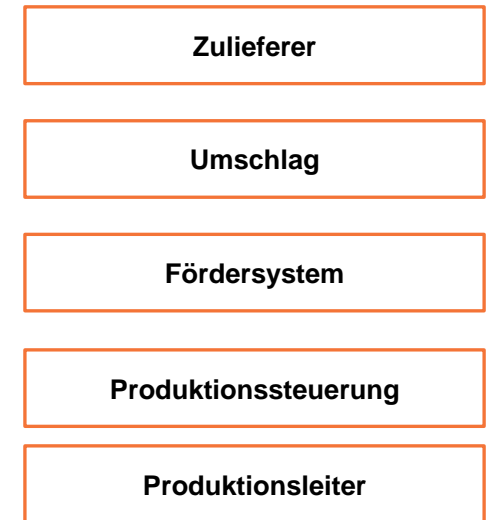 Zulieferer
Umschlag
Fördersystem
Produktionssteuerung
Produktionsleiter